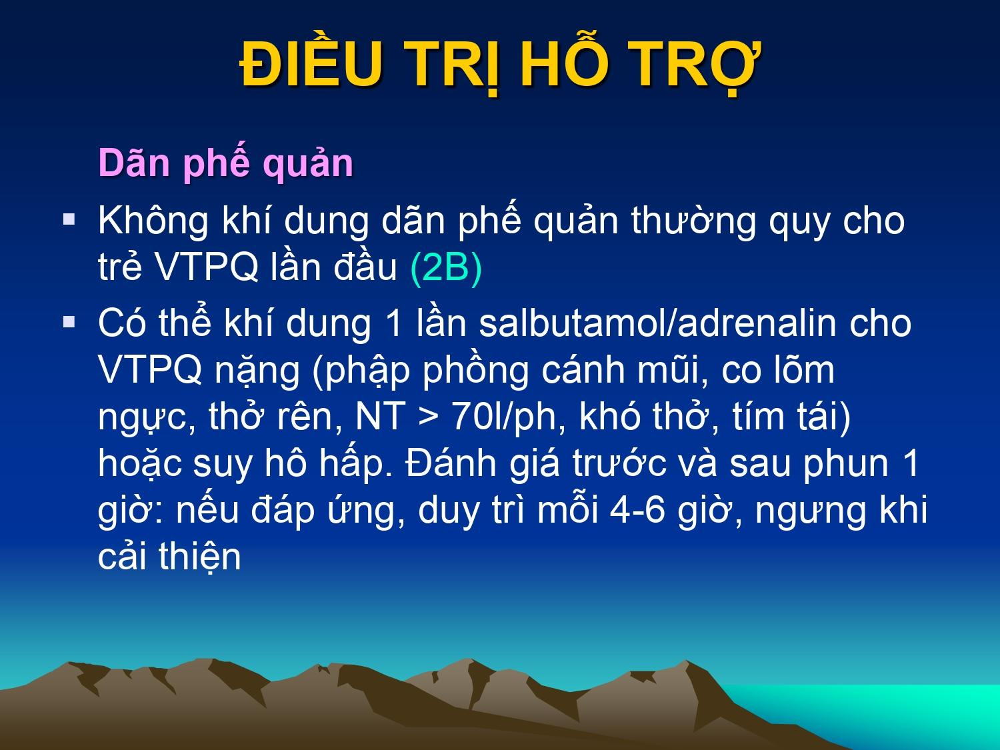 ĐIỀU TRỊ HỖ TRỢ
Dãn phế quản
▪ Không khí dung dãn phế quản thường quy cho
trẻ VTPQ lần đầu (2B)
▪ Có thể khí dung 1 lần salbutamol/adrenalin cho
VTPQ nặng (phập phồng cánh mũi, co lõm
ngực, thở rên, NT > 70l/ph, khó thở, tím tái)
hoặc suy hô hấp. Đánh giá trước và sau phun 1
giờ: nếu đáp ứng, duy trì mỗi 4-6 giờ, ngưng khi
cải thiện